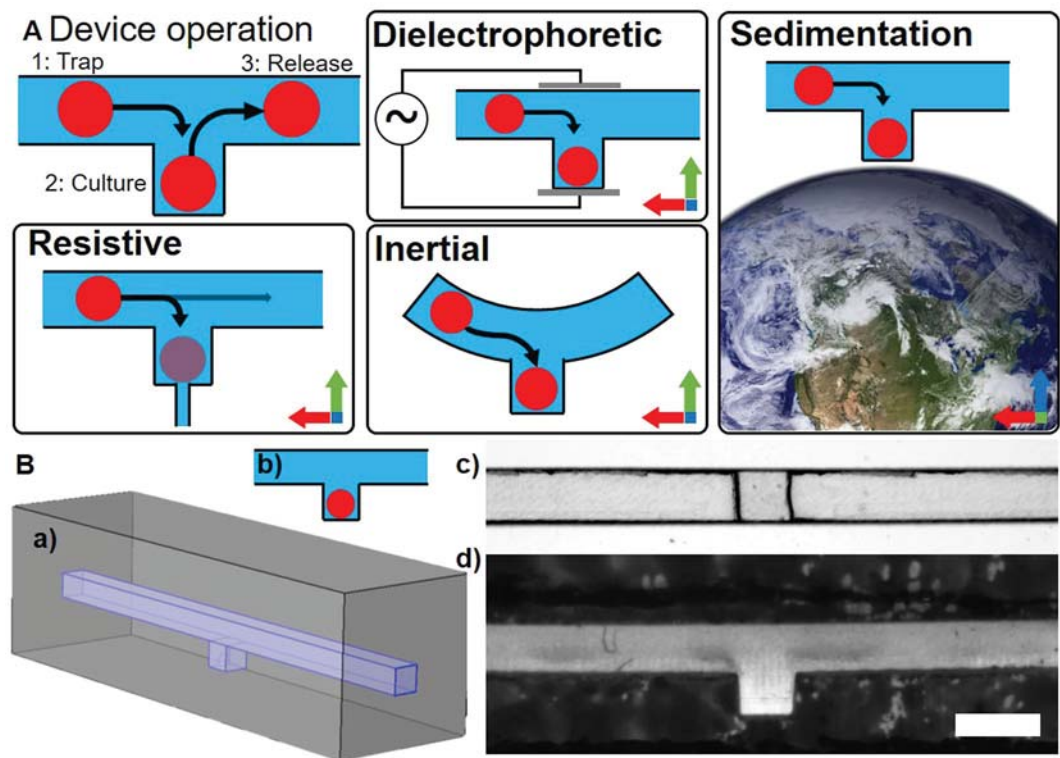 A Device operation
1: Trap
3: Release
2: Culture
Dielectrophoretic
~
Sedimentation
Resistive
Inertial
B
a)
b)
c)
d)